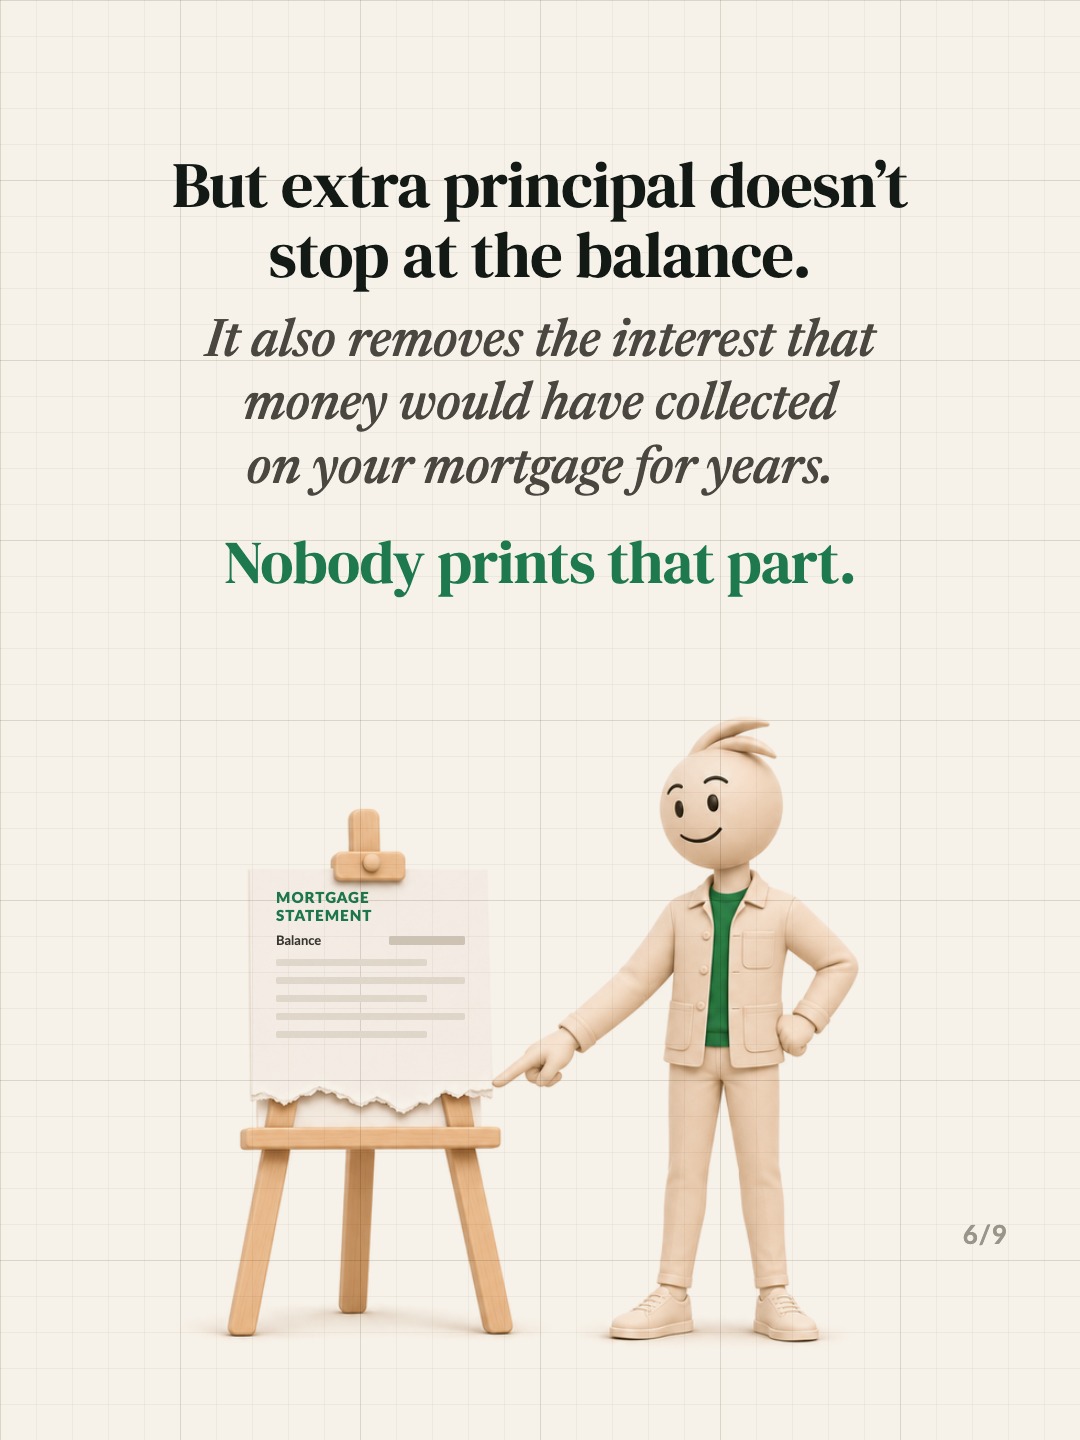 But extra principal doesn’t
stop at the balance.
It also removes the interest that
money would have collected
on your mortgage for years.
Nobody prints that part.
MORTGAGE
STATEMENT
Balance
6/9